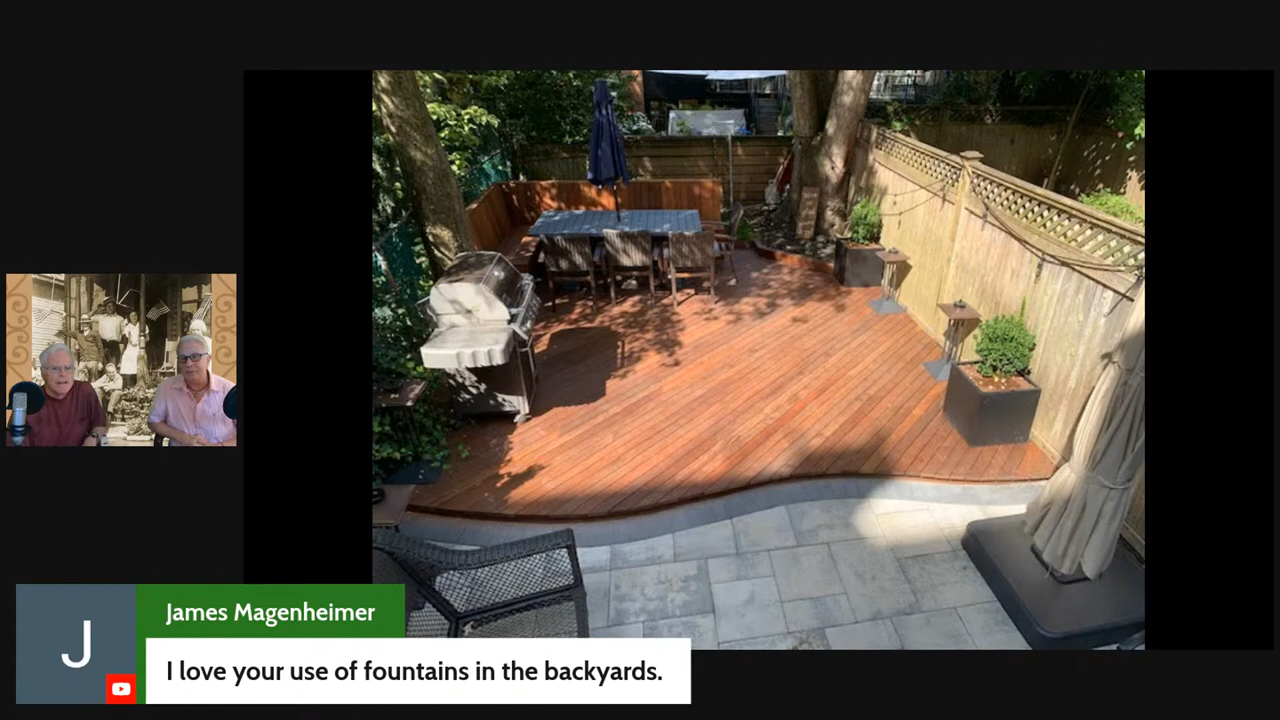 James Magenheimer
J
I love your use of fountains in the backyards.